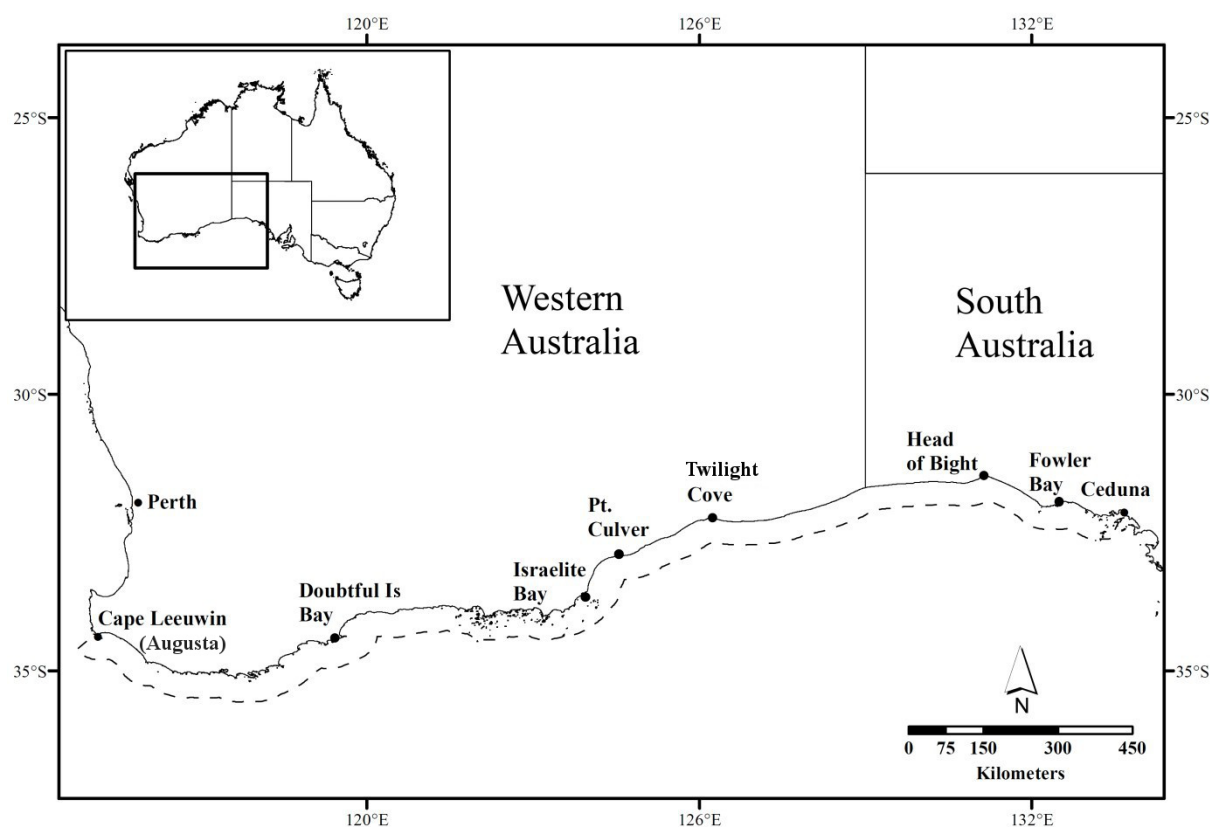 120°E 126°E 132°E
25°S 25°S
Western
Australia
South
Australia
30°S 30°S
Head
of Bight
Fowler
Bay
Ceduna
Twilight
Cove
Perth
Pt.
Culver
Israelite
Bay
Doubtful Is
Bay
Cape Leeuwin
(Augusta)
35°S 35°S
N
0 75 150 300 450
Kilometers
120°E 126°E 132°E